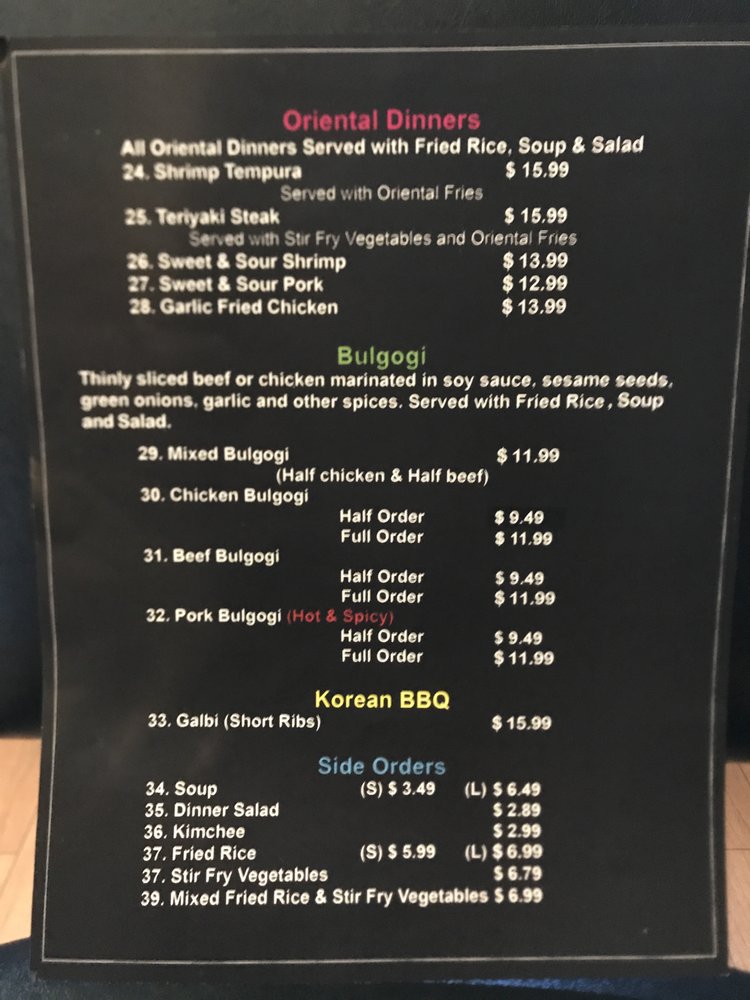 Oriental Dinners
All Oriental Dinners Served with Fried Rice, Soup & Salad
24. Shrimp Tempura $ 15.99
Served with Oriental Fries
25. Teriyaki Steak $ 15.99
Served with Stir Fry Vegetables and Oriental Fries
26. Sweet & Sour Shrimp $ 13.99
27. Sweet & Sour Pork $ 12.99
28. Garlic Fried Chicken $ 13.99
Bulgogi
Thinly sliced beef or chicken marinated in soy sauce, sesame seeds,
green onions, garlic and other spices. Served with Fried Rice, Soup
and Salad.
29. Mixed Bulgogi $ 11.99
(Half chicken & Half beef)
30. Chicken Bulgogi
Half Order $ 9.49
Full Order $ 11.99
31. Beef Bulgogi
Half Order $ 9.49
Full Order $ 11.99
32. Pork Bulgogi (Hot & Spicy)
Half Order $ 9.49
Full Order $ 11.99
Korean BBQ
33. Galbi (Short Ribs) $ 15.99
Side Orders
34. Soup (S) $ 3.49 (L) $ 6.49
35. Dinner Salad $ 2.89
36. Kimchee $ 2.99
37. Fried Rice (S) $ 5.99 (L) $ 6.99
37. Stir Fry Vegetables $ 6.79
39. Mixed Fried Rice & Stir Fry Vegetables $ 6.99